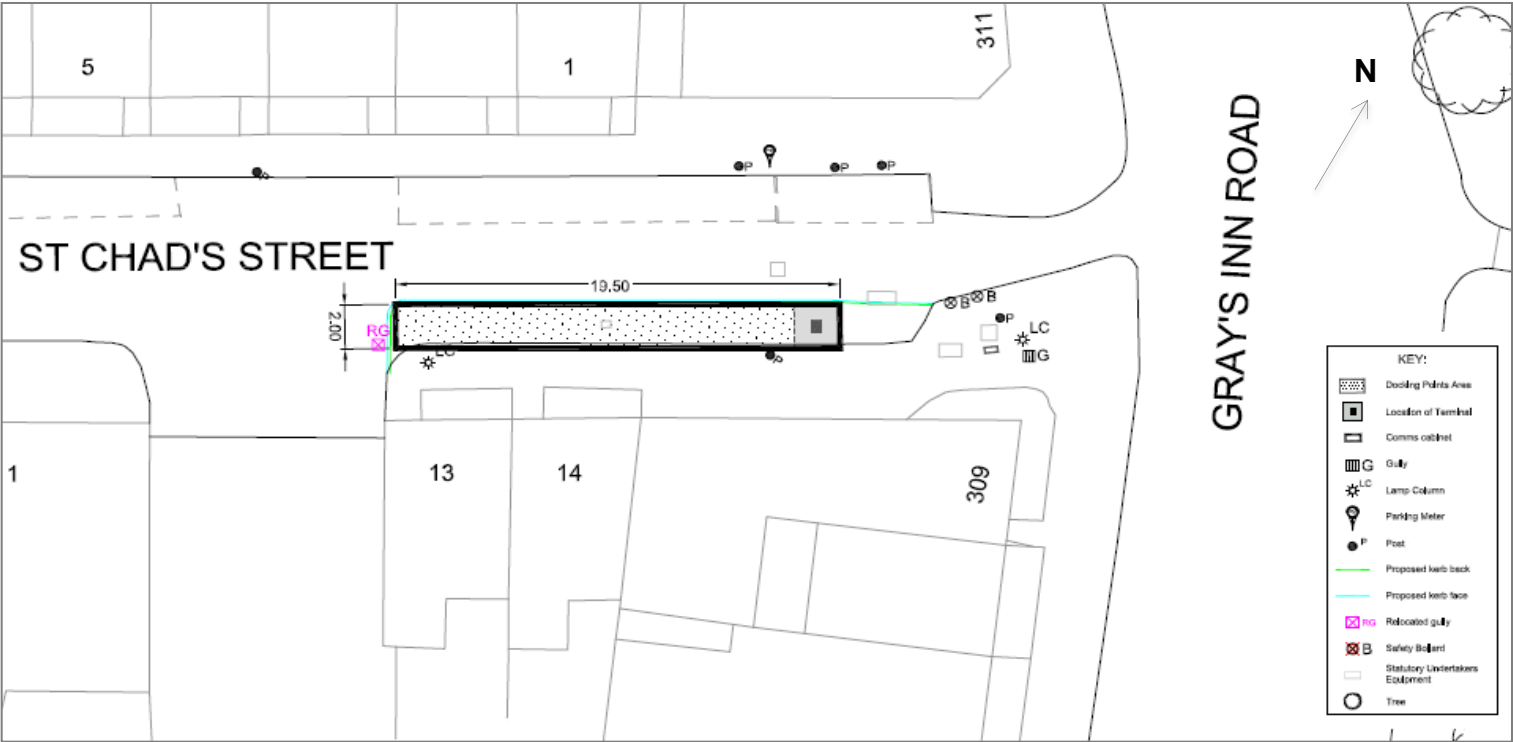 311
5
1
N
P
P
P
P
GRAY'S INN ROAD
ST CHAD'S STREET
19.50
2.00
B
B
P
RG
LC
LC
P
G
13
14
309
1
KEY:
Docking Points Area
Location of Terminal
Comms cabinet
G Gully
LC Lamp Column
Parking Meter
P Post
Proposed kerb back
Proposed kerb face
RG Relocated gully
B Safety Bollard
Statutory Undertakers
Equipment
Tree